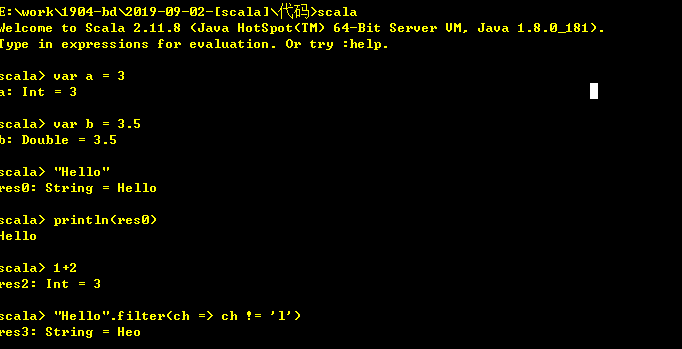 E:\work\1904-bd\2019-09-02-[scala]\代码>scala
Welcome to Scala 2.11.8 (Java HotSpot(TM) 64-Bit Server VM, Java 1.8.0_181).
Type in expressions for evaluation. Or try :help.
scala> var a = 3
a: Int = 3
scala> var b = 3.5
b: Double = 3.5
scala> "Hello"
res0: String = Hello
scala> println(res0)
Hello
scala> 1+2
res2: Int = 3
scala> "Hello".filter(ch => ch != 'l')
res3: String = Heo